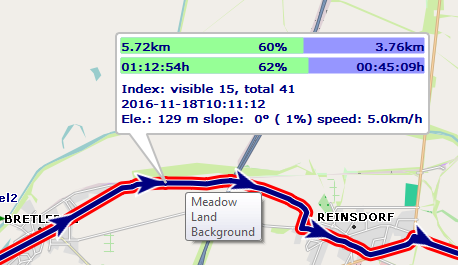 5.72km 60% 3.76km
01:12:54h 62% 00:45:09h
Index: visible 15, total 41
2016-11-18T10:11:12
Ele.: 129 m slope: 0° ( 1%) speed: 5.0km/h
el2
Meadow
Land
Background
REINSDORF